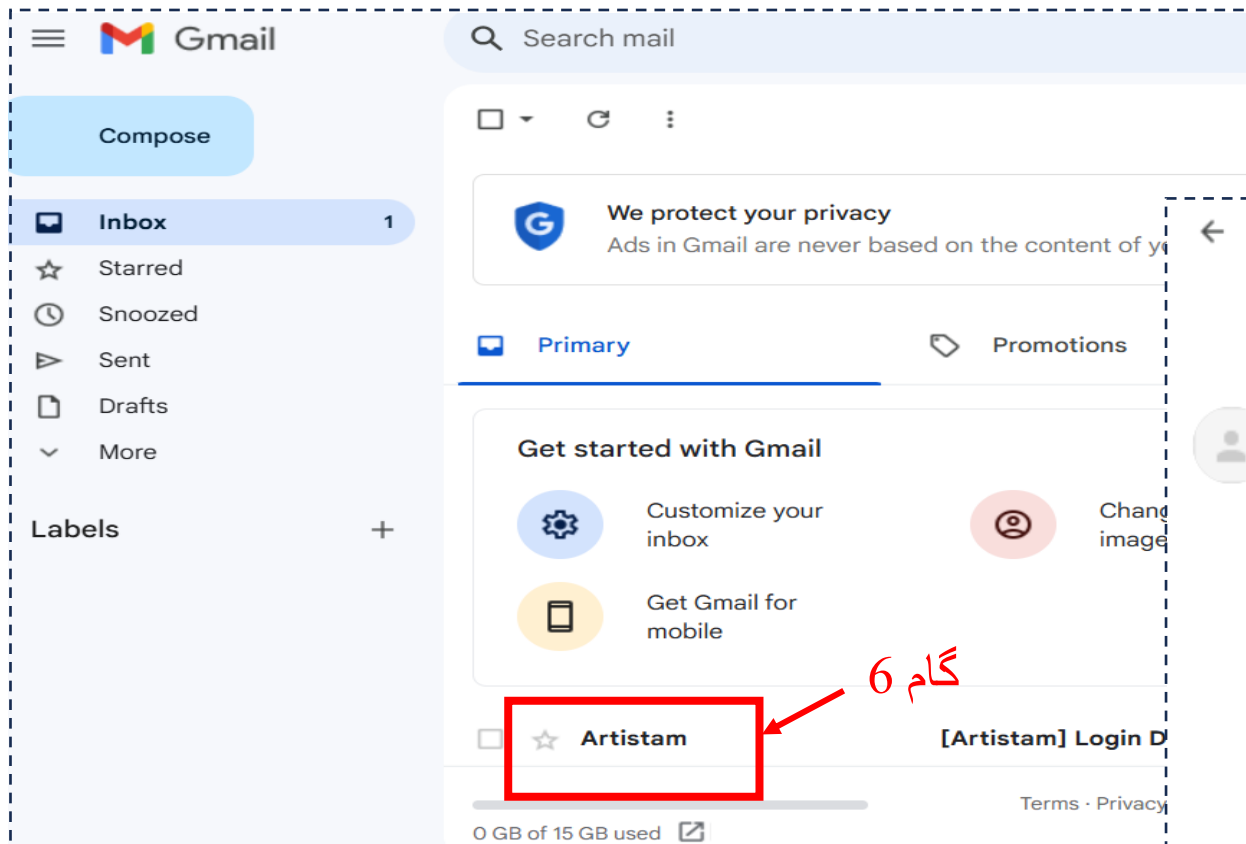 Gmail
Search mail
Compose
Inbox 1
Starred
Snoozed
Sent
Drafts
More
Labels
We protect your privacy
Ads in Gmail are never based on the content of
Primary
Promotions
Get started with Gmail
Customize your
inbox
Chang
image
Get Gmail for
mobile
گام 6
Artistam [Artistam] Login D
Terms · Privacy
0 GB of 15 GB used